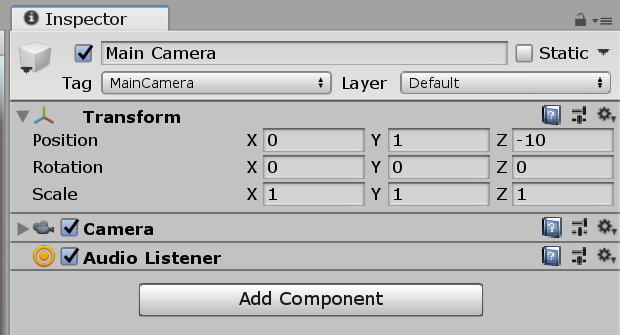 Inspector
Main Camera Static
Tag MainCamera Layer Default
Transform
Position X 0 Y 1 Z -10
Rotation X 0 Y 0 Z 0
Scale X 1 Y 1 Z 1
Camera
Audio Listener
Add Component